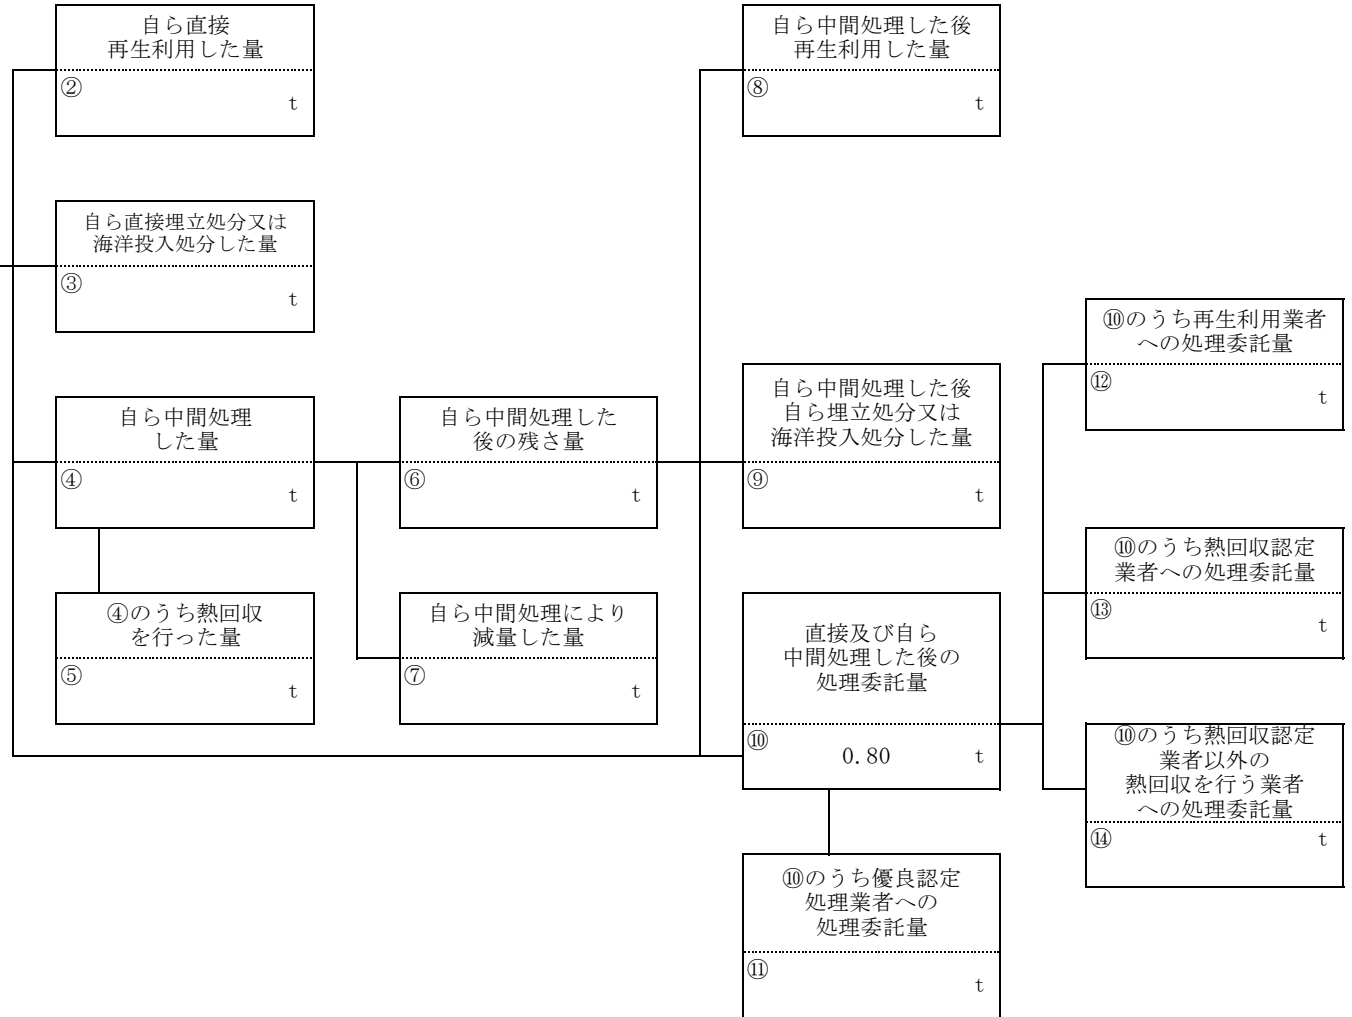 自ら直接
再生利用した量
②
t
自ら中間処理した後
再生利用した量
⑧
t
自ら直接埋立処分又は
海洋投入処分した量
③
t
⑩のうち再生利用業者
への処理委託量
⑫
t
自ら中間処理
した量
④
t
自ら中間処理した
後の残さ量
⑥
t
自ら中間処理した後
自ら埋立処分又は
海洋投入処分した量
⑨
t
⑩のうち熱回収認定
業者への処理委託量
⑬
t
④のうち熱回収
を行った量
⑤
t
自ら中間処理により
減量した量
⑦
t
直接及び自ら
中間処理した後の
処理委託量
⑩
0.80 t
⑩のうち熱回収認定
業者以外の
熱回収を行う業者
への処理委託量
⑭
t
⑩のうち優良認定
処理業者への
処理委託量
⑪
t